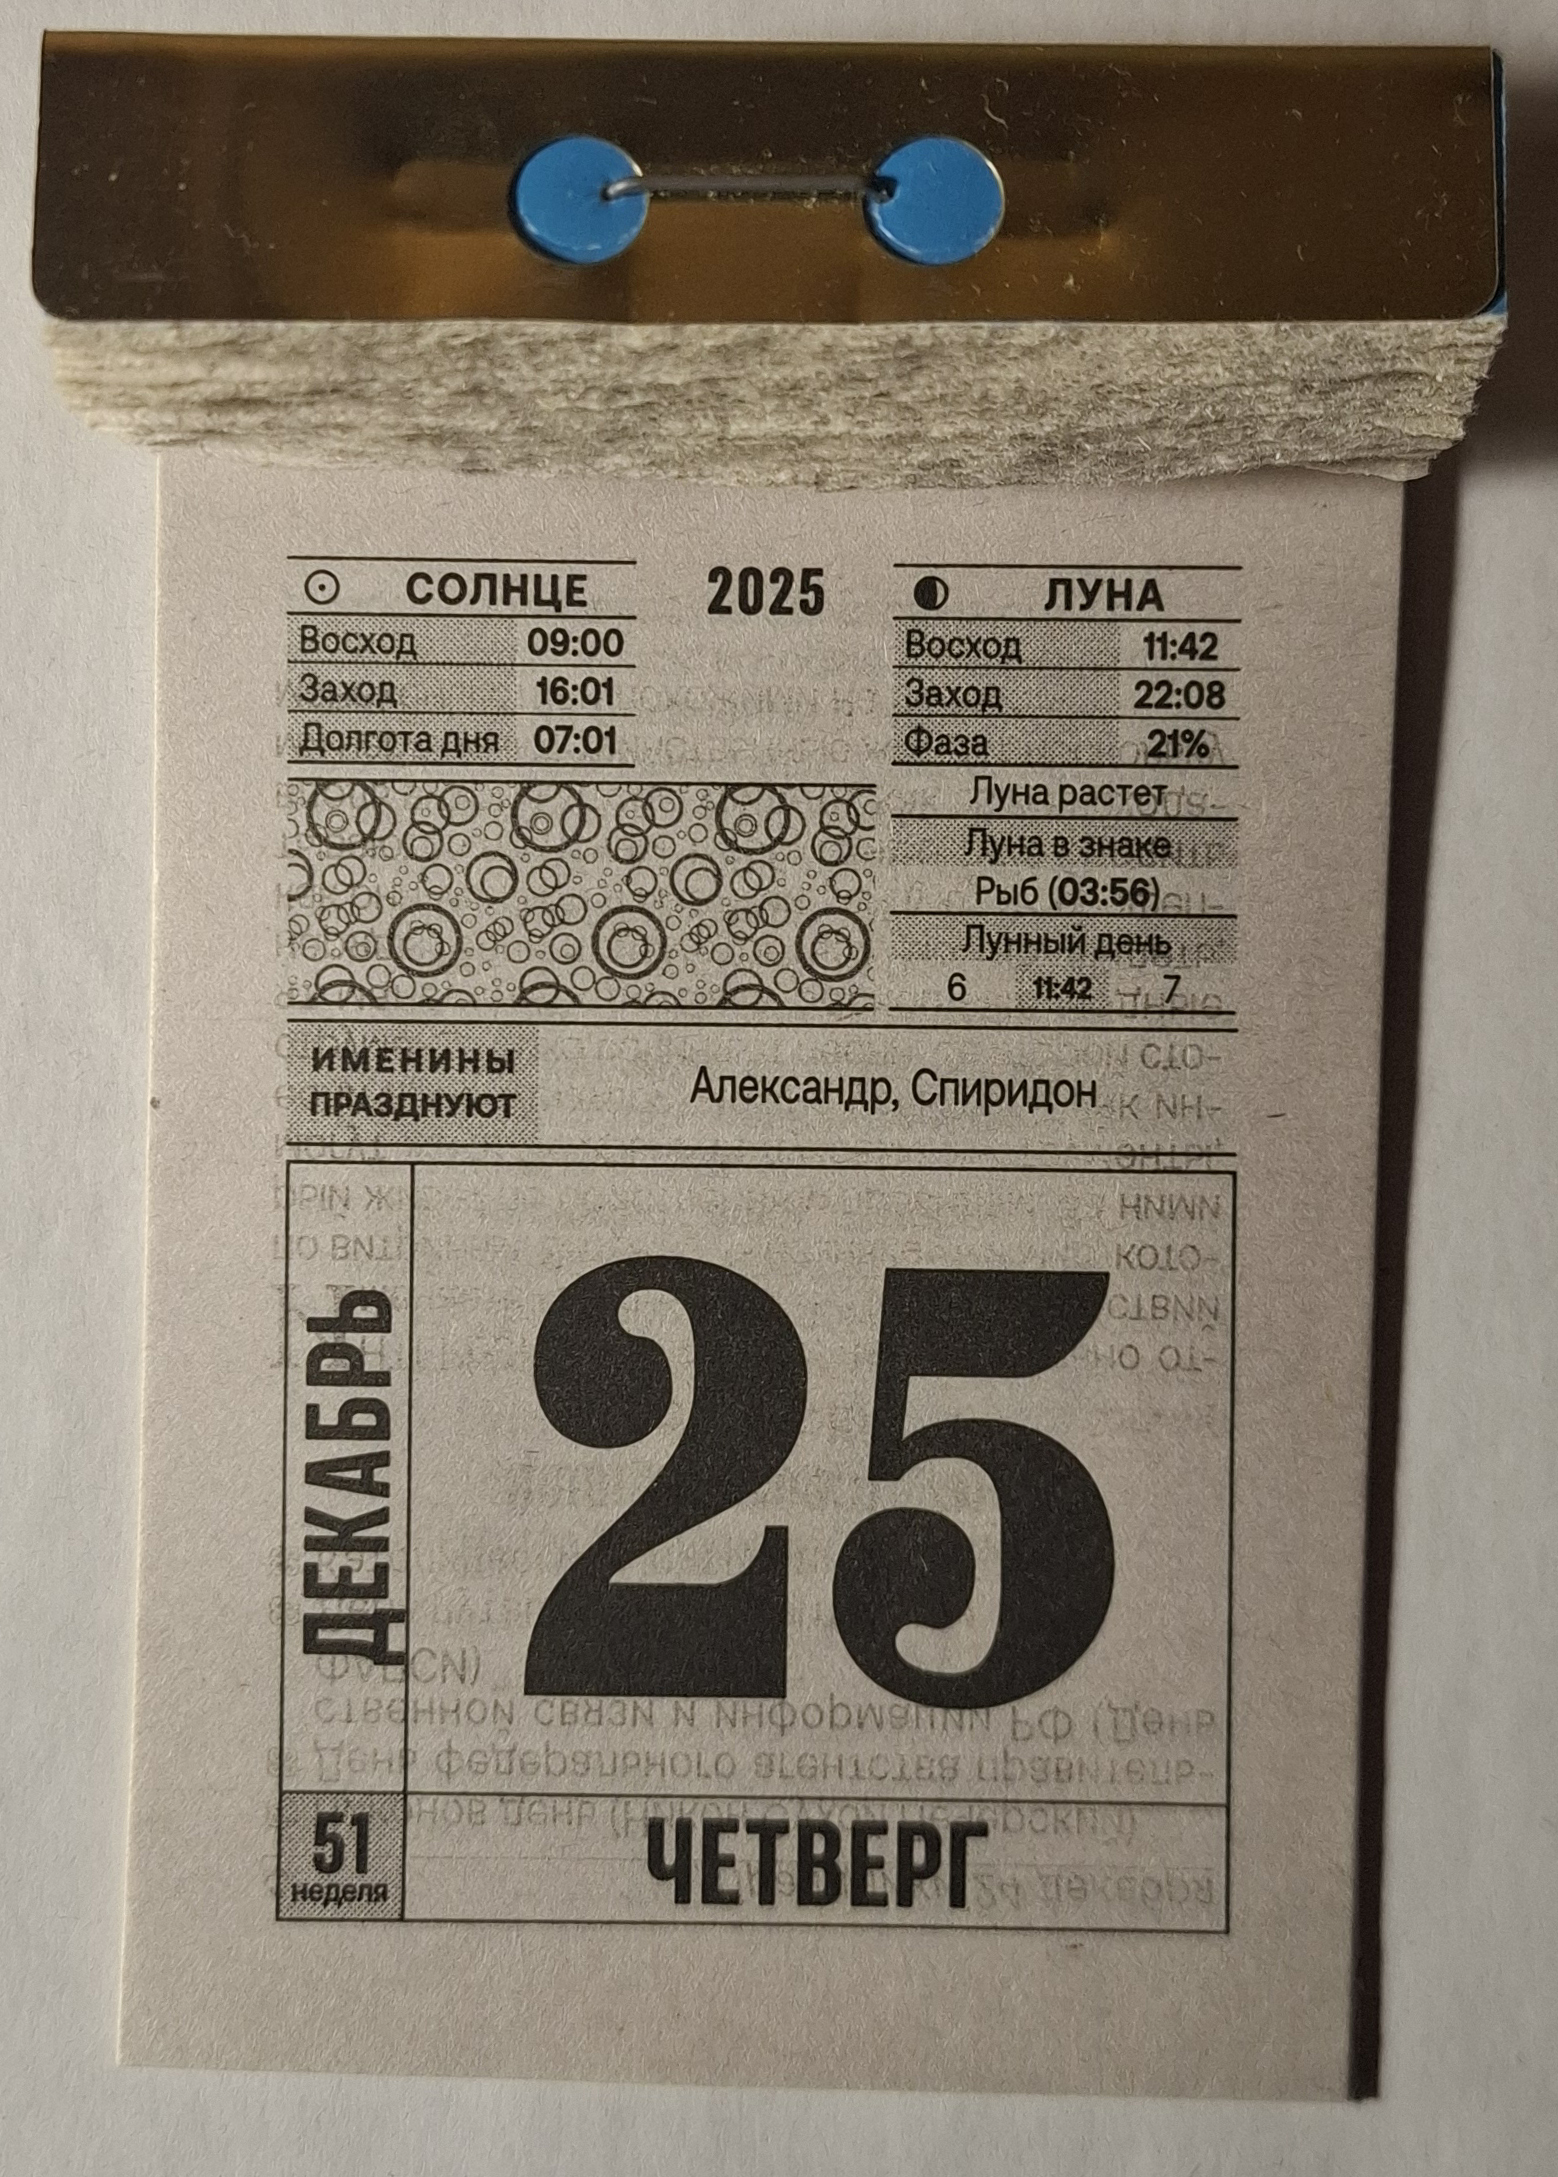 СОЛНЦЕ
Восход 09:00
Заход 16:01
Долгота дня 07:01
2025
ЛУНА
Восход 11:42
Заход 22:08
Фаза 21%
Луна растет
Луна в знаке
Рыб (03:56)
Лунный день
6 11:42 7
ИМЕНИНЫ
ПРАЗДНУЮТ
Александр, Спиридон
ДЕКАБРЬ
25
51
неделя
ЧЕТВЕРГ